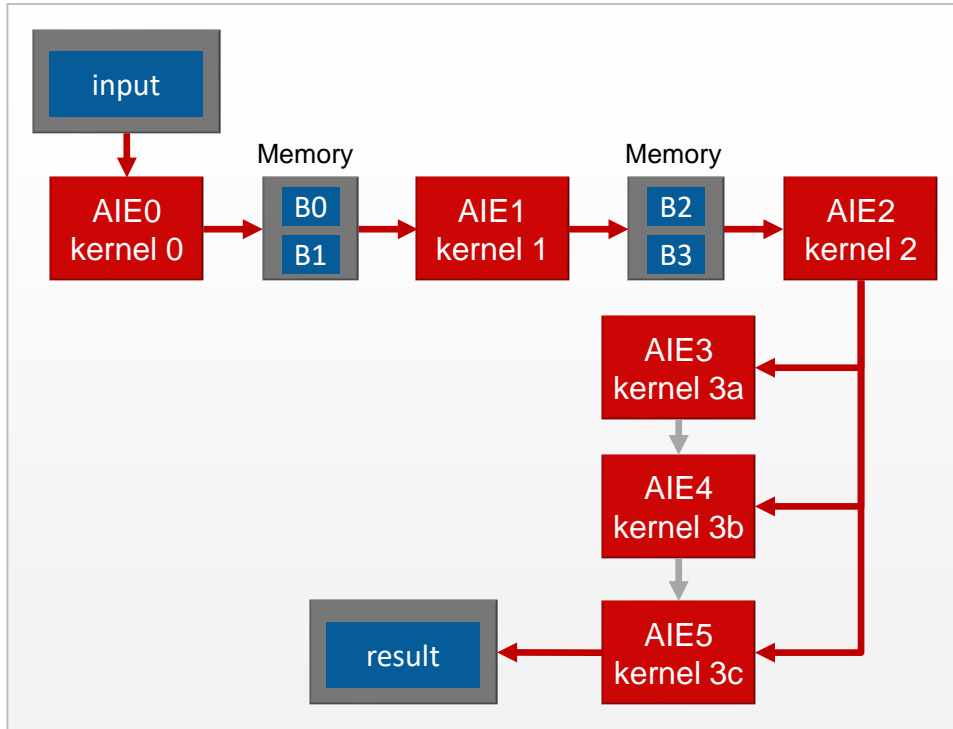 input
Memory
Memory
AIE0
kernel 0
B0
B1
AIE1
kernel 1
B2
B3
AIE2
kernel 2
AIE3
kernel 3a
AIE4
kernel 3b
AIE5
kernel 3c
result